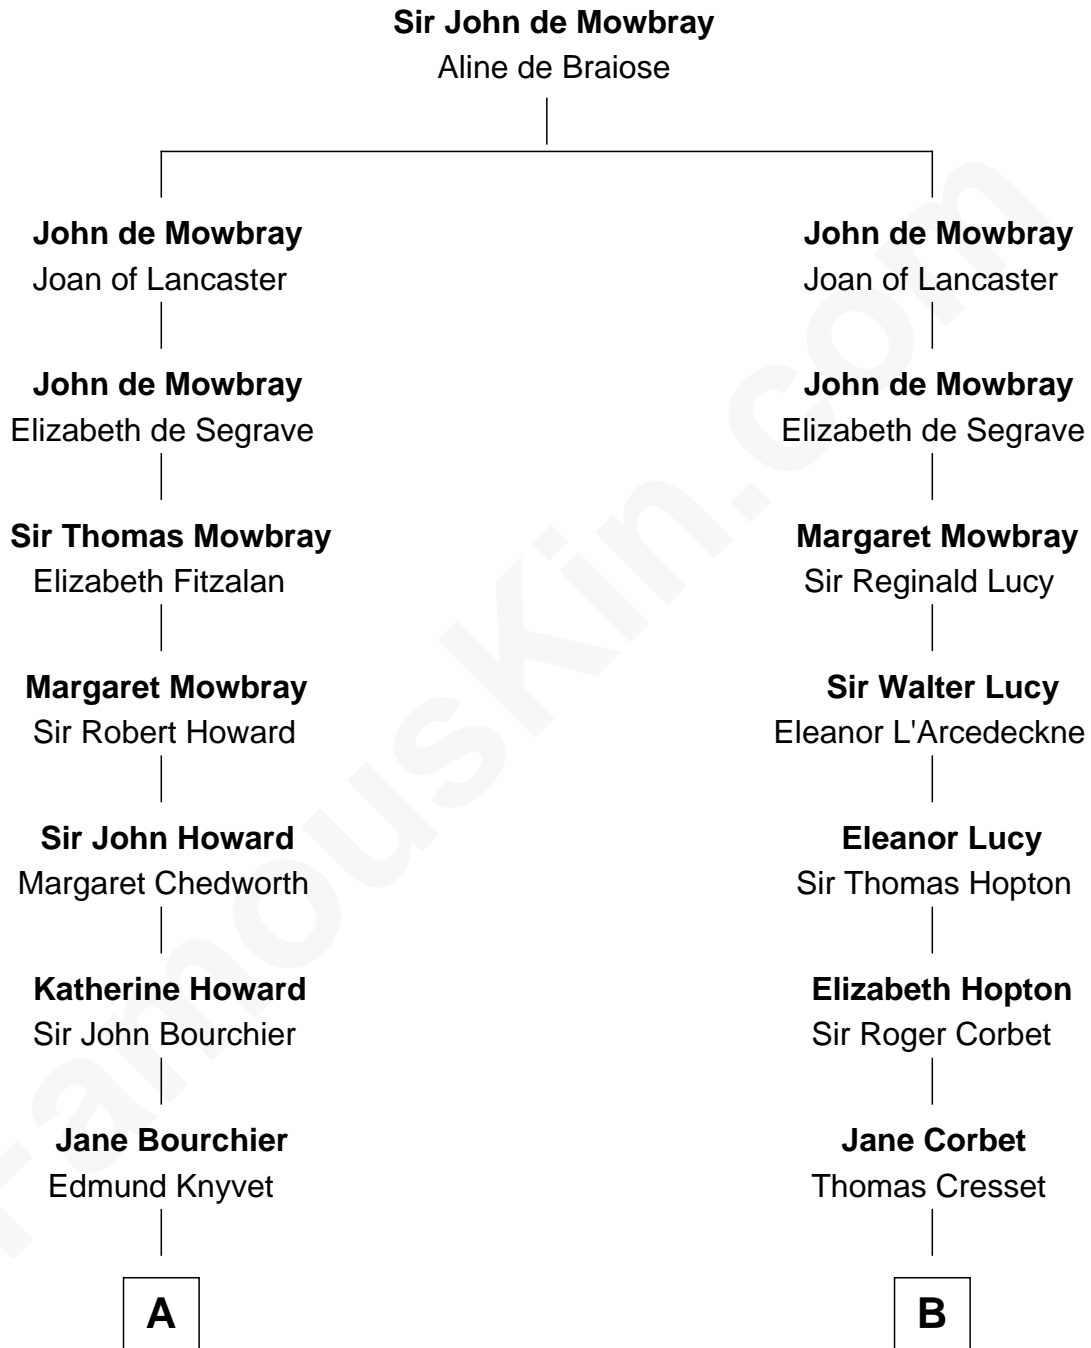 Sir John de Mowbray
Aline de Braiose
John de Mowbray
Joan of Lancaster
John de Mowbray
Elizabeth de Segrave
Sir Thomas Mowbray
Elizabeth Fitzalan
Margaret Mowbray
Sir Robert Howard
Sir John Howard
Margaret Chedworth
Katherine Howard
Sir John Bourchier
Jane Bourchier
Edmund Knyvet
A
John de Mowbray
Joan of Lancaster
John de Mowbray
Elizabeth de Segrave
Margaret Mowbray
Sir Reginald Lucy
Sir Walter Lucy
Eleanor L'Arcedeckne
Eleanor Lucy
Sir Thomas Hopton
Elizabeth Hopton
Sir Roger Corbet
Jane Corbet
Thomas Cresset
B
FamousKin.com